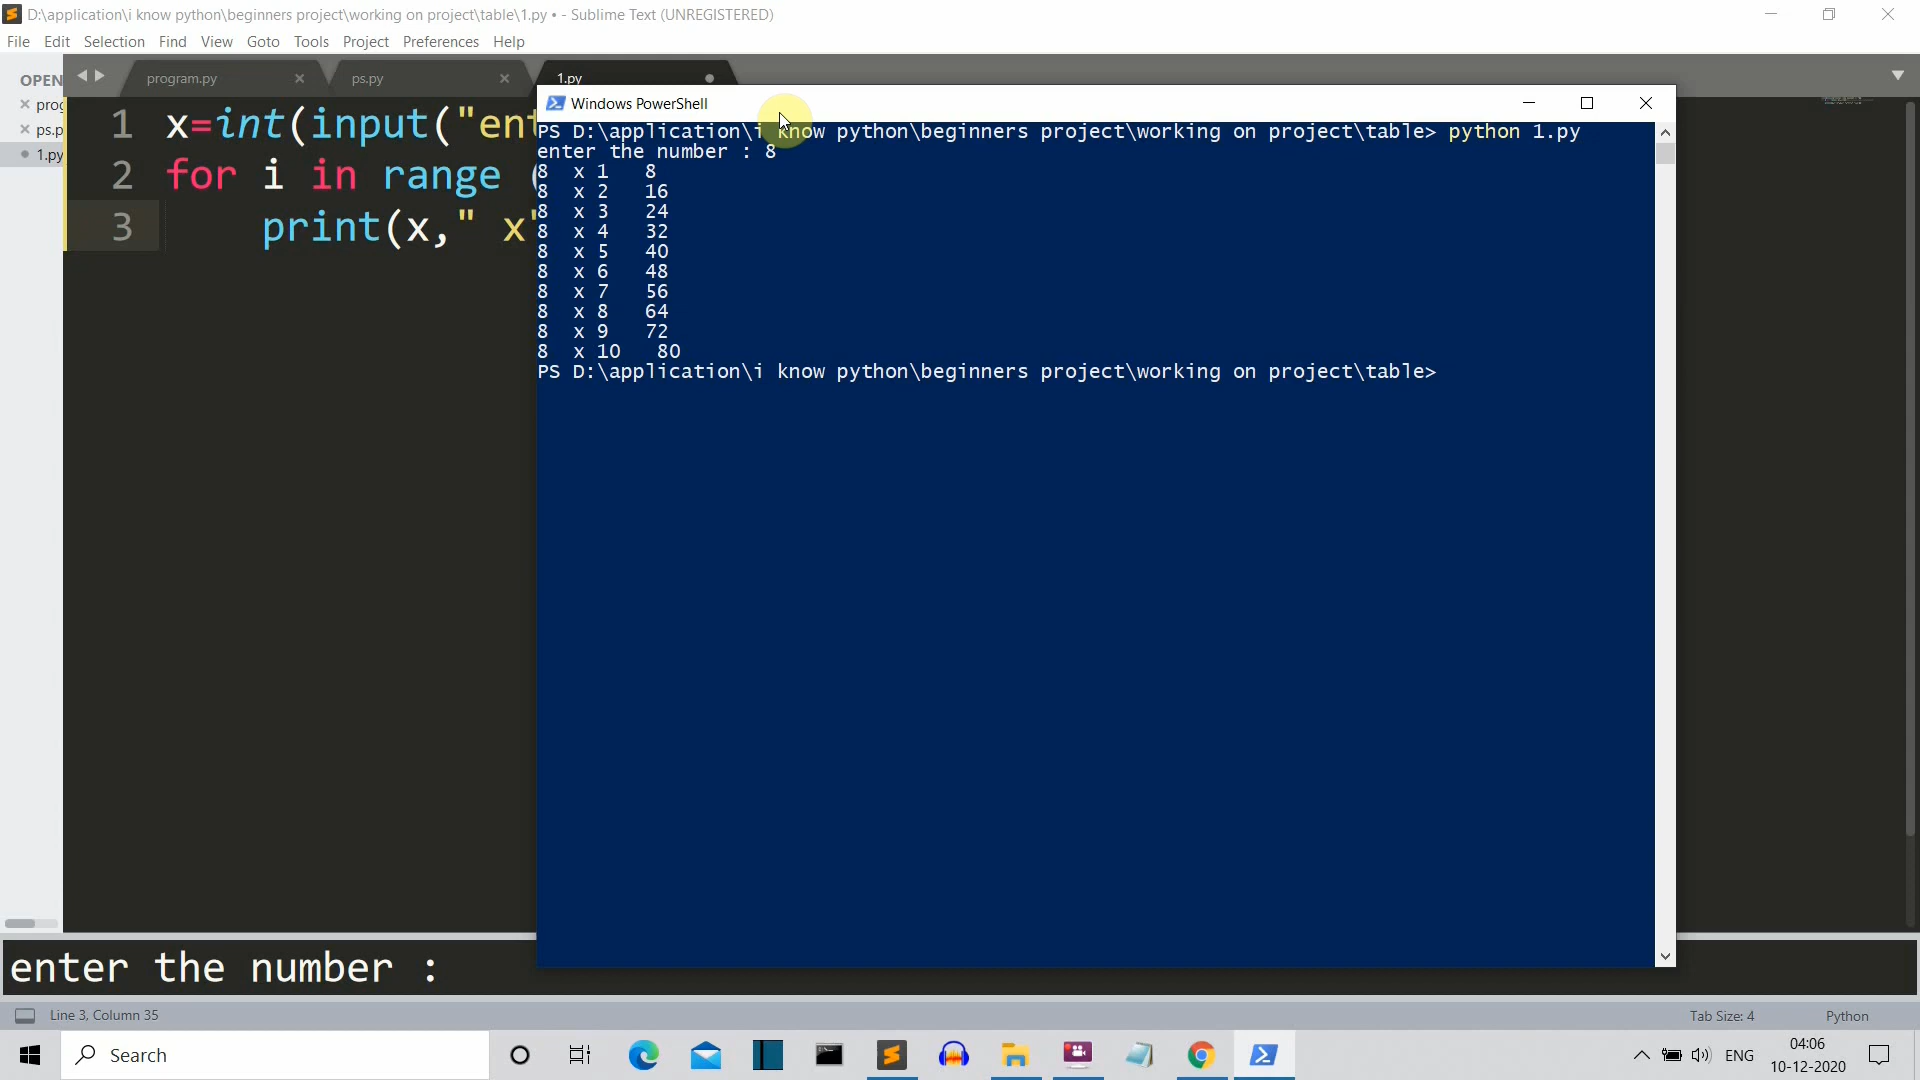 D:\application\i know python\beginners project\working on project\table\1.py • - Sublime Text (UNREGISTERED)
File Edit Selection Find View Goto Tools Project Preferences Help
OPEN
program.py
ps.py
1.py
prog
ps.p
1.py
1 x=int(input("ent
2 for i in range (
3 print(x," x"
Windows PowerShell
PS D:\application\i know python\beginners project\working on project\table> python 1.py
enter the number : 8
8  x 1   8
8  x 2   16
8  x 3   24
8  x 4   32
8  x 5   40
8  x 6   48
8  x 7   56
8  x 8   64
8  x 9   72
8  x 10   80
PS D:\application\i know python\beginners project\working on project\table>
enter the number :
Line 3, Column 35
Tab Size: 4
Python
Search
ENG
04:06
10-12-2020